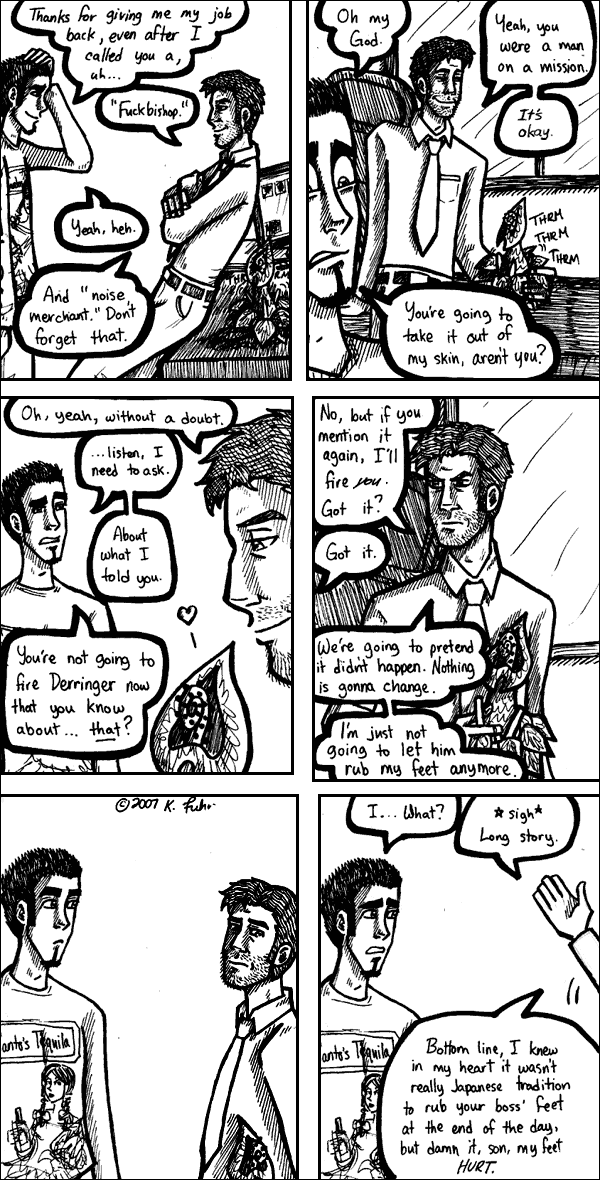 Thanks for giving me my job
back, even after I
called you a,
uh...
"Fuckbishop."
Yeah, heh.
And "noise
merchant." Don't
forget that.
Oh my
God.
Yeah, you
were a man
on a mission.
It's
okay.
THRM
THRM
THRM
You're going to
take it out of
my skin, aren't you?
Oh, yeah, without a doubt.
...listen, I
need to ask.
About
what I
told you.
You're not going to
fire Derringer now
that you know
about... that?
No, but if you
mention it
again, I'll
fire you.
Got it?
Got it.
We're going to pretend
it didn't happen. Nothing
is gonna change.
I'm just not
going to let him
rub my feet anymore.
©2007 K. Fuhr
anto's Tequila
I... What?
*sigh*
Long story.
anto's Tequila
Bottom line, I knew
in my heart it wasn't
really Japanese tradition
to rub your boss' feet
at the end of the day,
but damn it, son, my feet
HURT.